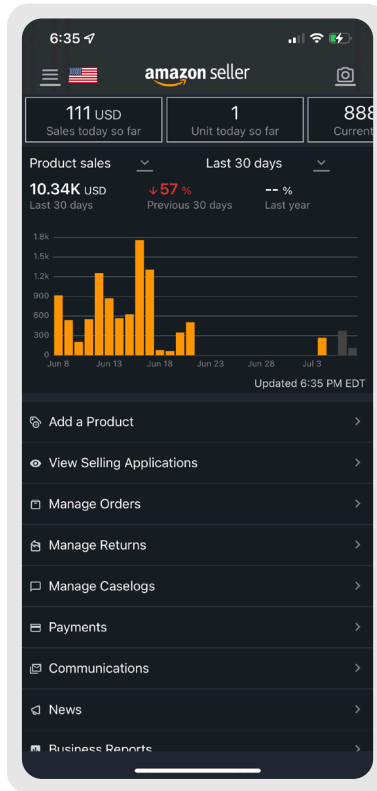 6:35
amazon seller
111 USD
Sales today so far
1
Unit today so far
888
Current
Product sales
Last 30 days
10.34K USD
Last 30 days
↓57 %
Previous 30 days
-- %
Last year
1.8k
1.5k
1.2k
900
600
300
0
Jun 8 Jun 13 Jun 18 Jun 23 Jun 28 Jul 3
Updated 6:35 PM EDT
Add a Product
View Selling Applications
Manage Orders
Manage Returns
Manage Caselogs
Payments
Communications
News
Business Reports